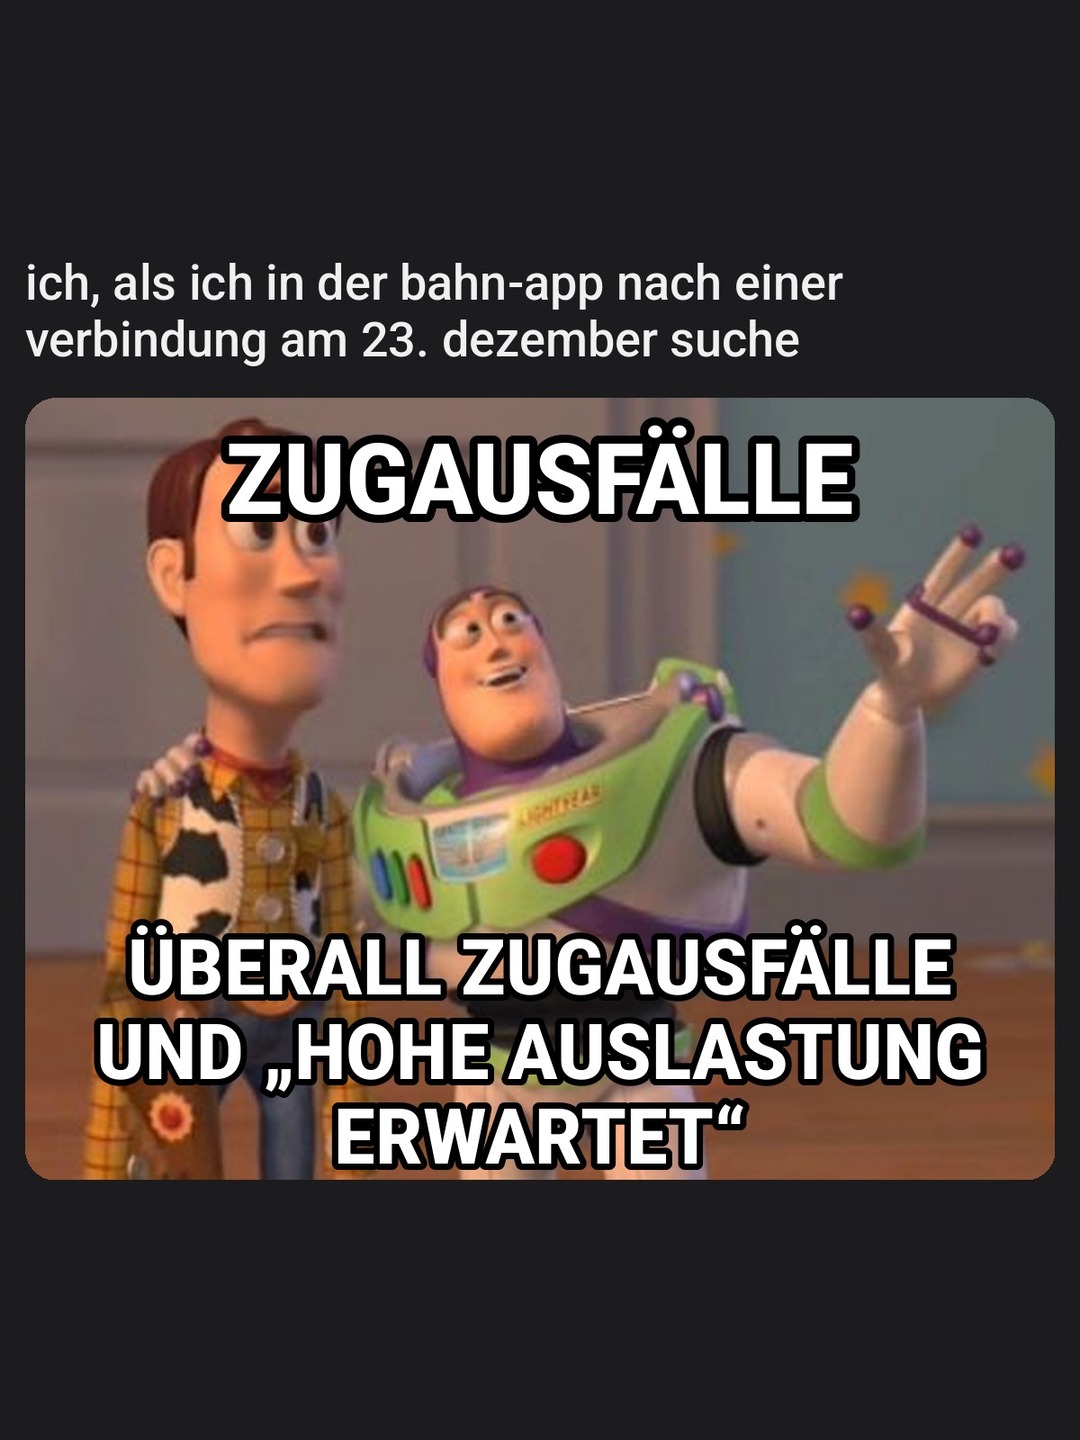 ich, als ich in der bahn-app nach einer
verbindung am 23. dezember suche
ZUGAUSFÄLLE
LIGHTYEAR
ÜBERALL ZUGAUSFÄLLE
UND „HOHE AUSLASTUNG
ERWARTET“